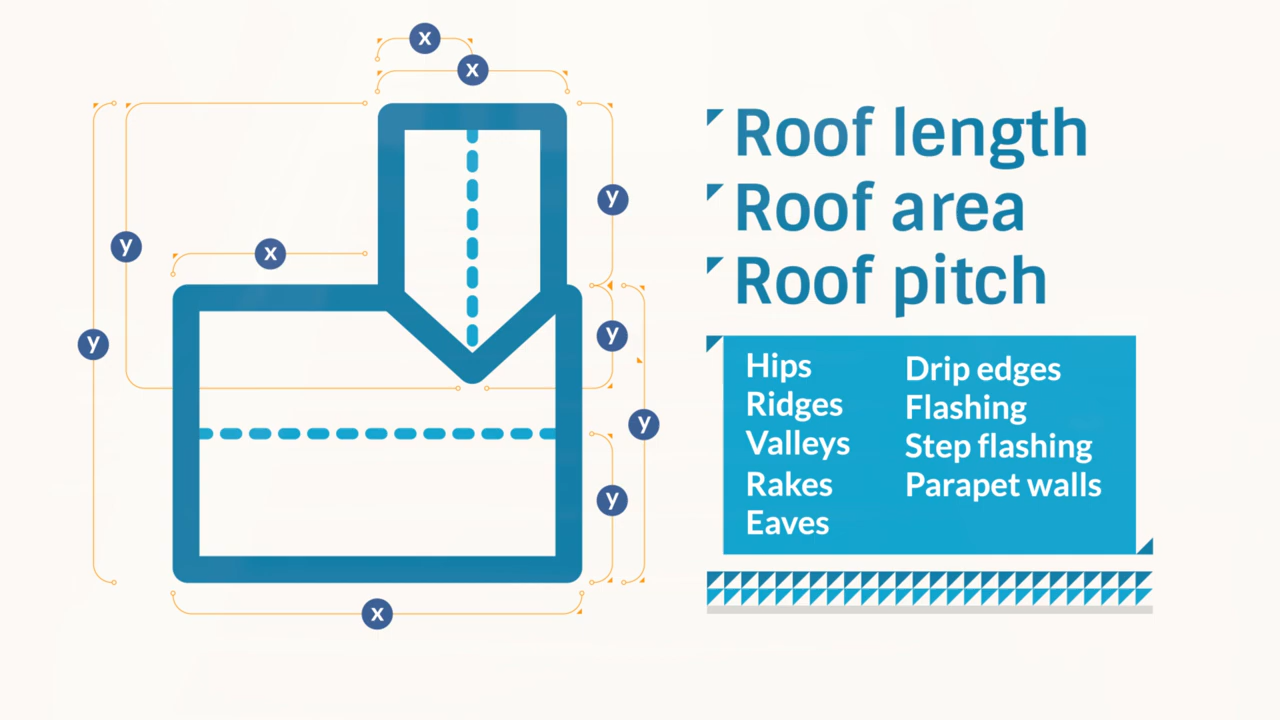 x
x
y
y
x
y
y
y
y
x
Roof length
Roof area
Roof pitch
Hips
Ridges
Valleys
Rakes
Eaves
Drip edges
Flashing
Step flashing
Parapet walls